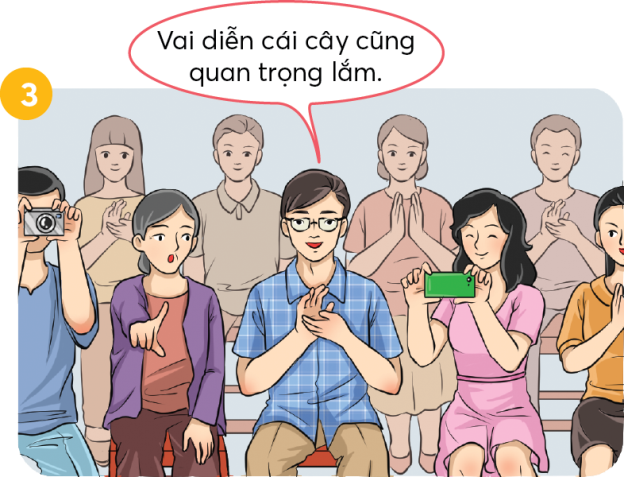 Vai diễn cái cây cũng
quan trọng lắm.
3